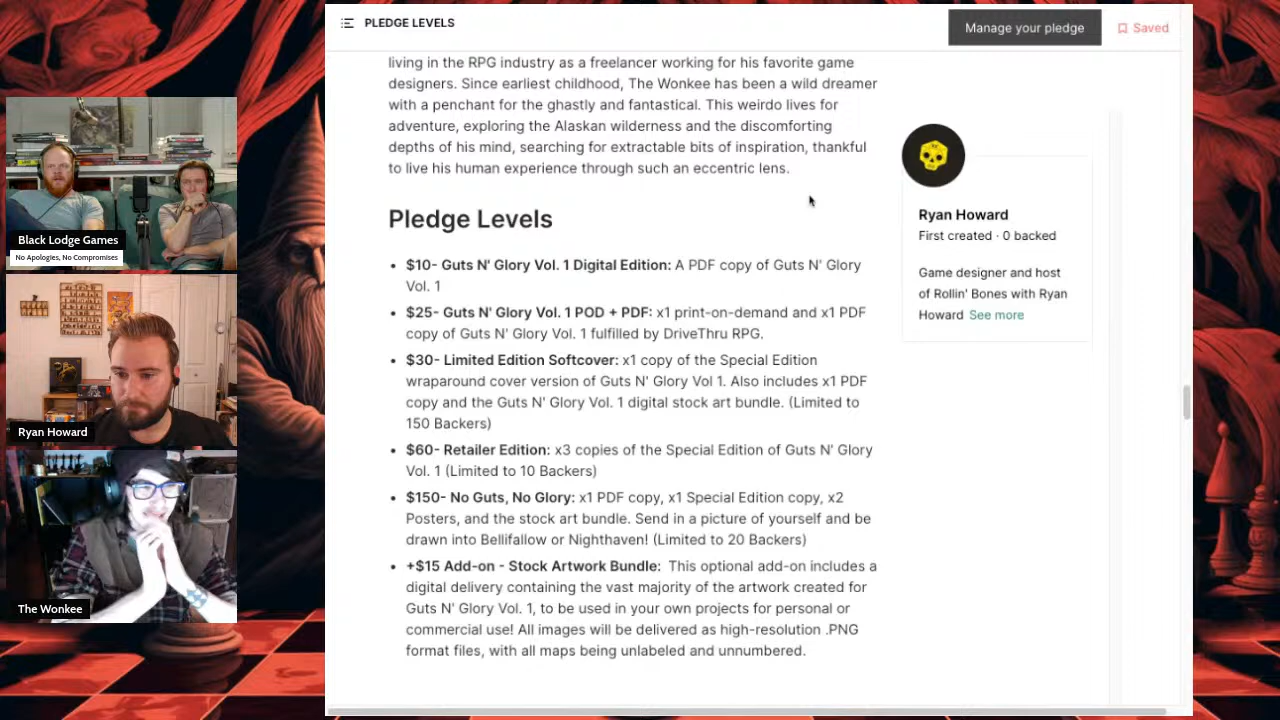 PLEDGE LEVELS
Manage your pledge
Saved
living in the RPG industry as a freelancer working for his favorite game
designers. Since earliest childhood, The Wonkee has been a wild dreamer
with a penchant for the ghastly and fantastical. This weirdo lives for
adventure, exploring the Alaskan wilderness and the discomforting
depths of his mind, searching for extractable bits of inspiration, thankful
to live his human experience through such an eccentric lens.
Pledge Levels
• $10- Guts N' Glory Vol. 1 Digital Edition: A PDF copy of Guts N' Glory
Vol. 1
• $25- Guts N' Glory Vol. 1 POD + PDF: x1 print-on-demand and x1 PDF
copy of Guts N' Glory Vol. 1 fulfilled by DriveThru RPG.
• $30- Limited Edition Softcover: x1 copy of the Special Edition
wraparound cover version of Guts N' Glory Vol 1. Also includes x1 PDF
copy and the Guts N' Glory Vol. 1 digital stock art bundle. (Limited to
150 Backers)
• $60- Retailer Edition: x3 copies of the Special Edition of Guts N' Glory
Vol. 1 (Limited to 10 Backers)
• $150- No Guts, No Glory: x1 PDF copy, x1 Special Edition copy, x2
Posters, and the stock art bundle. Send in a picture of yourself and be
drawn into Bellifallow or Nighthaven! (Limited to 20 Backers)
• +$15 Add-on - Stock Artwork Bundle: This optional add-on includes a
digital delivery containing the vast majority of the artwork created for
Guts N' Glory Vol. 1, to be used in your own projects for personal or
commercial use! All images will be delivered as high-resolution .PNG
format files, with all maps being unlabeled and unnumbered.
Ryan Howard
First created · 0 backed
Game designer and host
of Rollin' Bones with Ryan
Howard See more
Black Lodge Games
No Apologies, No Compromises
Ryan Howard
The Wonkee